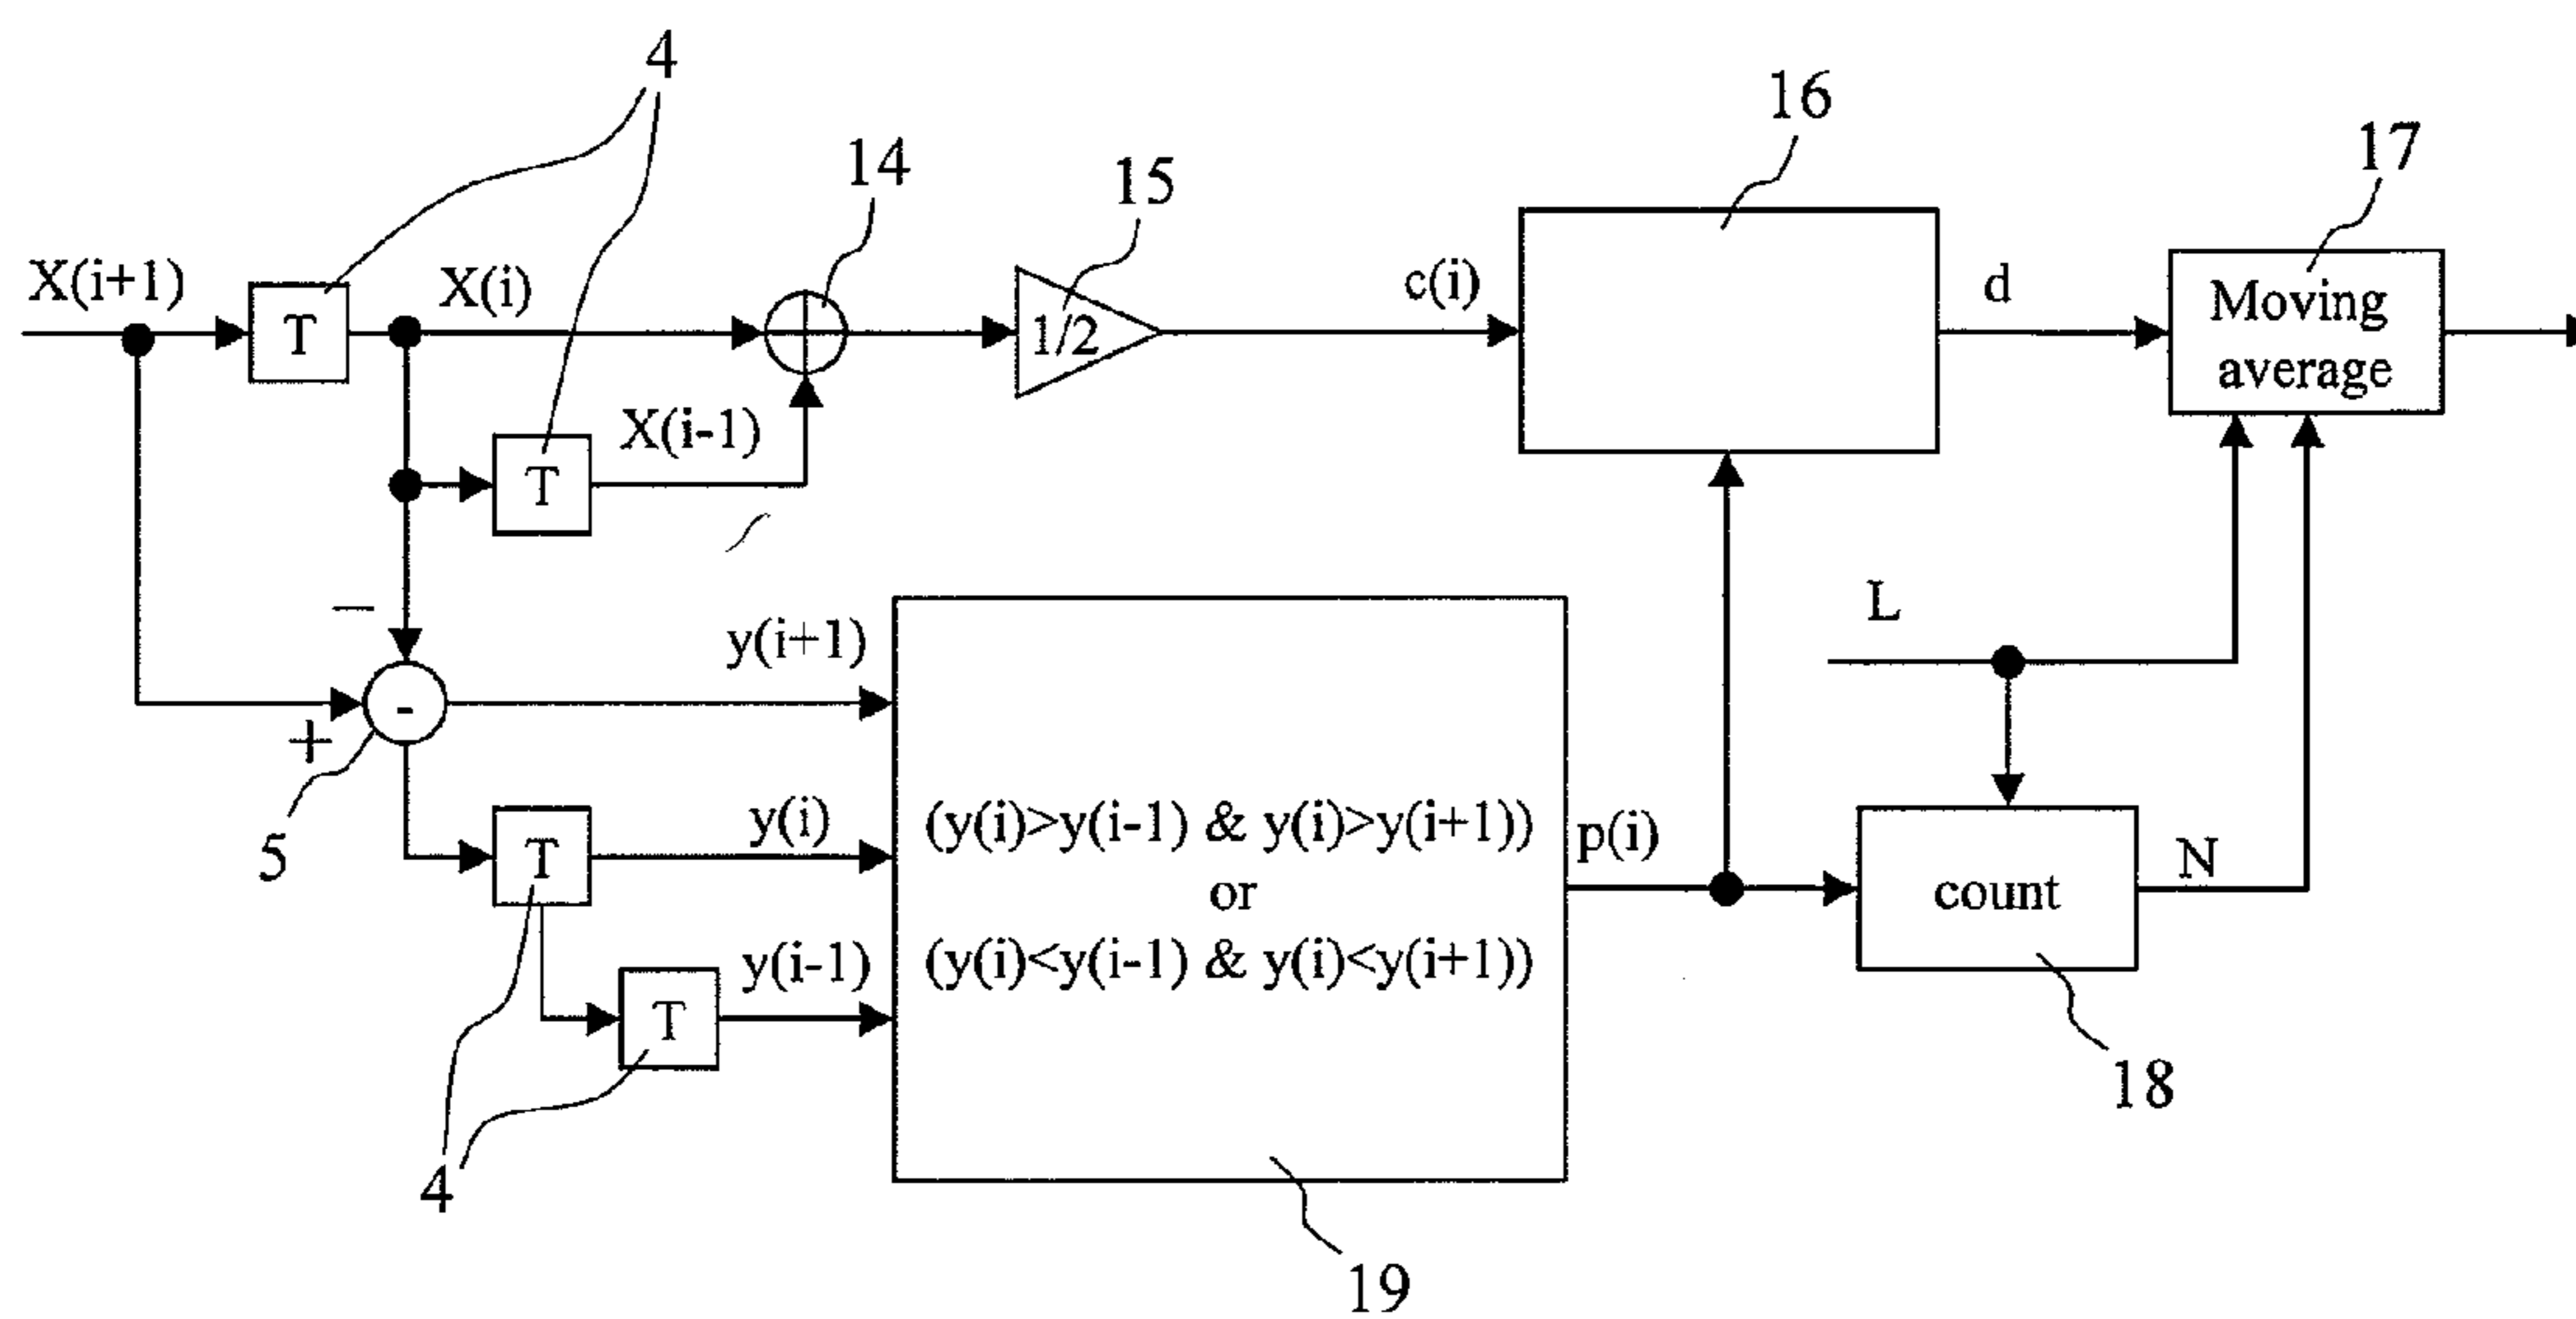 4
16
17
14
15
X(i+1)
T
X(i)
1/2
c(i)
d
Moving
average
X(i-1)
T
−
L
y(i+1)
-
+
5
T
y(i)
(y(i)>y(i-1) & y(i)>y(i+1))
or
(y(i)<y(i-1) & y(i)<y(i+1))
p(i)
count
N
T
y(i-1)
4
18
19